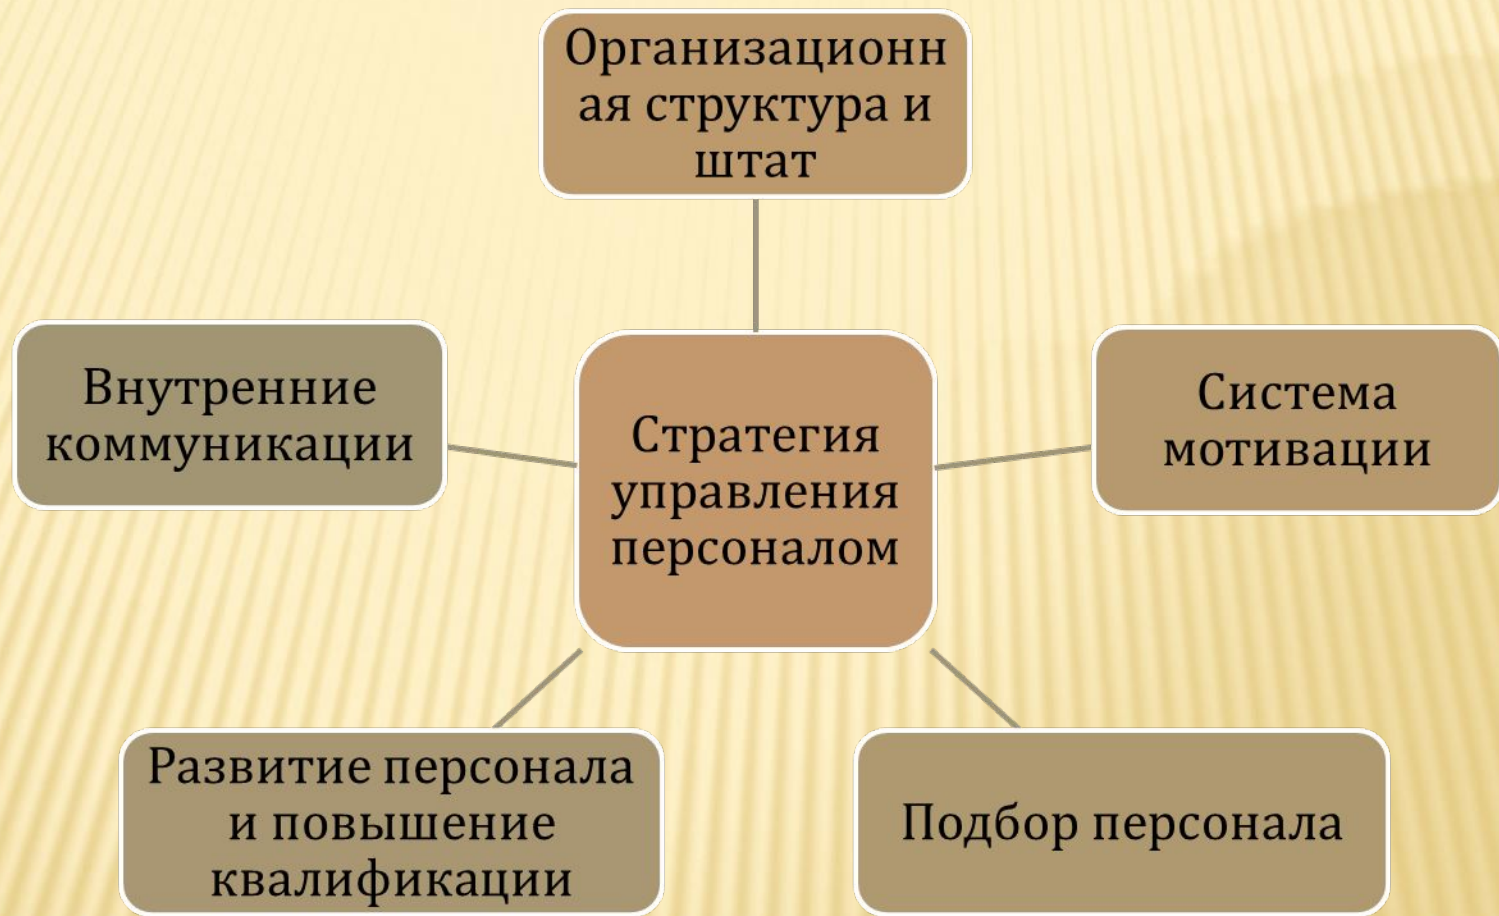 Организационн
ая структура и
штат
Внутренние
коммуникации
Стратегия
управления
персоналом
Система
мотивации
Развитие персонала
и повышение
квалификации
Подбор персонала